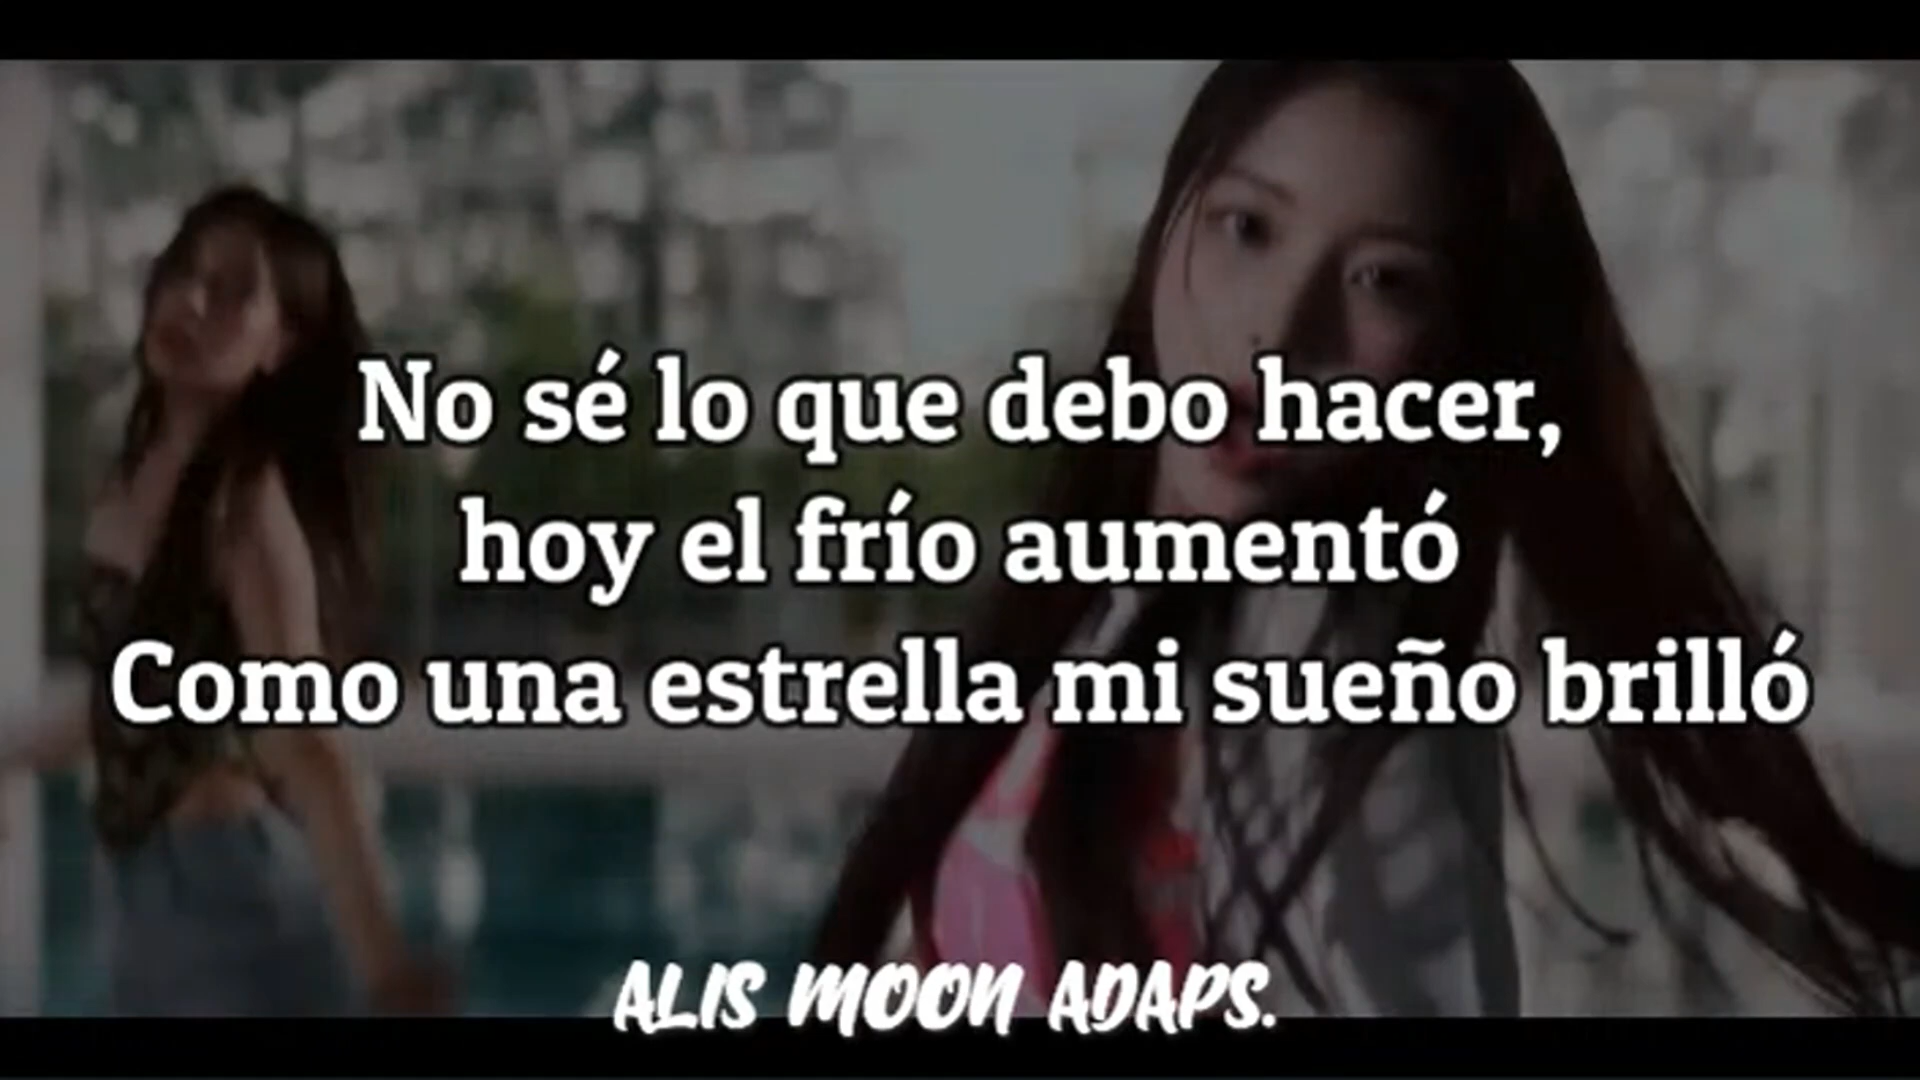 No sé lo que debo hacer,
hoy el frío aumentó
Como una estrella mi sueño brilló
ALIS MOON ADAPS.